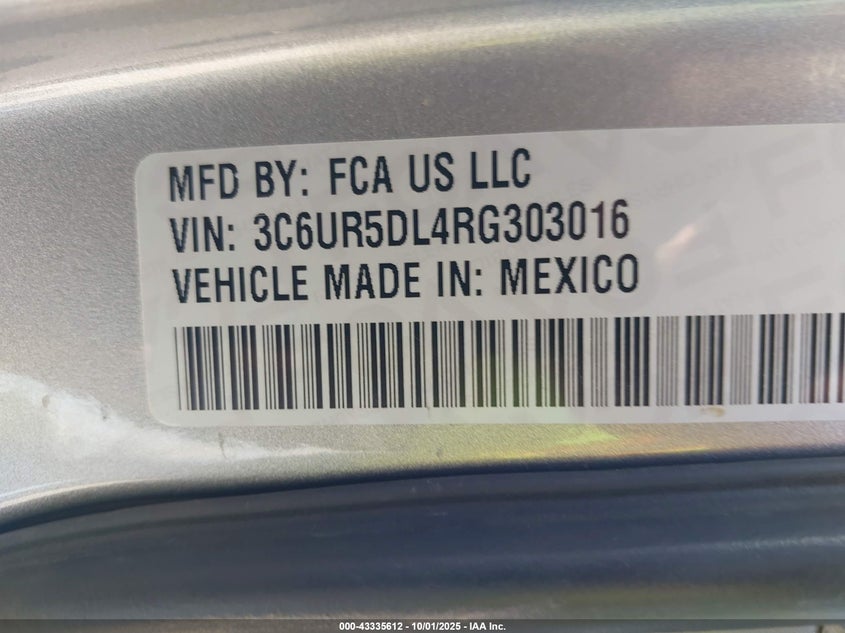 MFD BY: FCA US LLC
VIN: 3C6UR5DL4RG303016
VEHICLE MADE IN: MEXICO
000-43335612 - 10/01/2025 - IAA Inc.